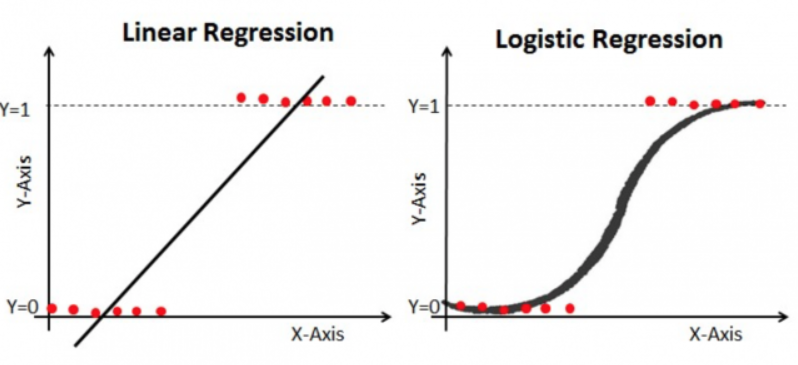 Linear Regression
Y=1
Y-Axis
Y=0
X-Axis
Logistic Regression
Y=1
Y-Axis
Y=0
X-Axis